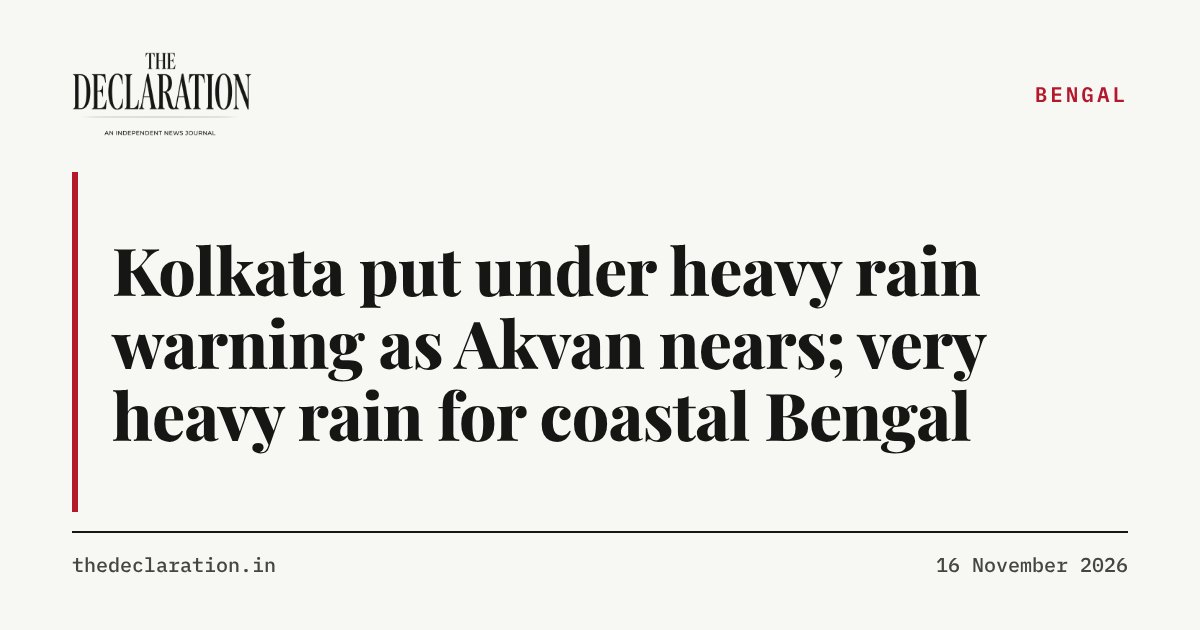 THE
DECLARATION
AN INDEPENDENT NEWS JOURNAL
BENGAL
Kolkata put under heavy rain
warning as Akvan nears; very
heavy rain for coastal Bengal
thedeclaration.in
16 November 2026